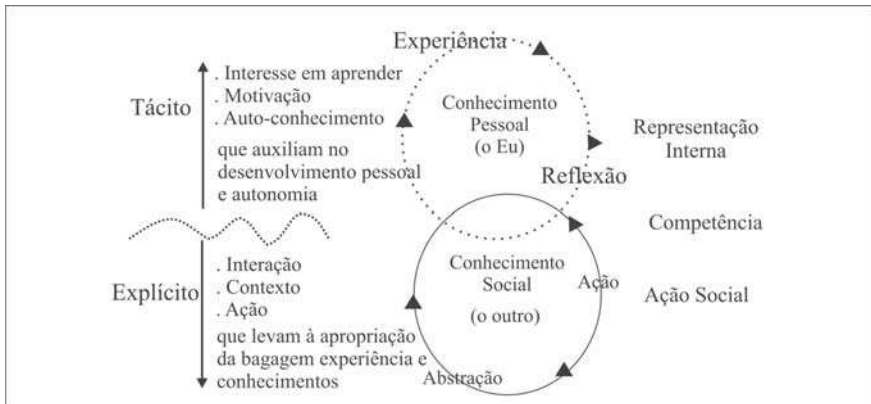 Experiência
Tácito
. Interesse em aprender
. Motivação
. Auto-conhecimento
que auxiliam no
desenvolvimento pessoal
e autonomia
Conhecimento
Pessoal
(o Eu)
Reflexão
Representação
Interna
Competência
Explícito
. Interação
. Contexto
. Ação
que levam à apropriação
da bagagem experiência e
conhecimentos
Conhecimento
Social
(o outro)
Ação
Abstração
Ação Social